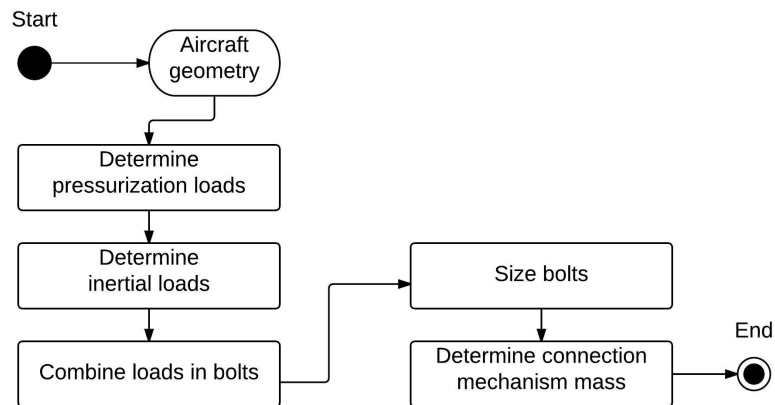 Start
Aircraft
geometry
Determine
pressurization loads
Determine
inertial loads
Combine loads in bolts
Size bolts
Determine connection
mechanism mass
End